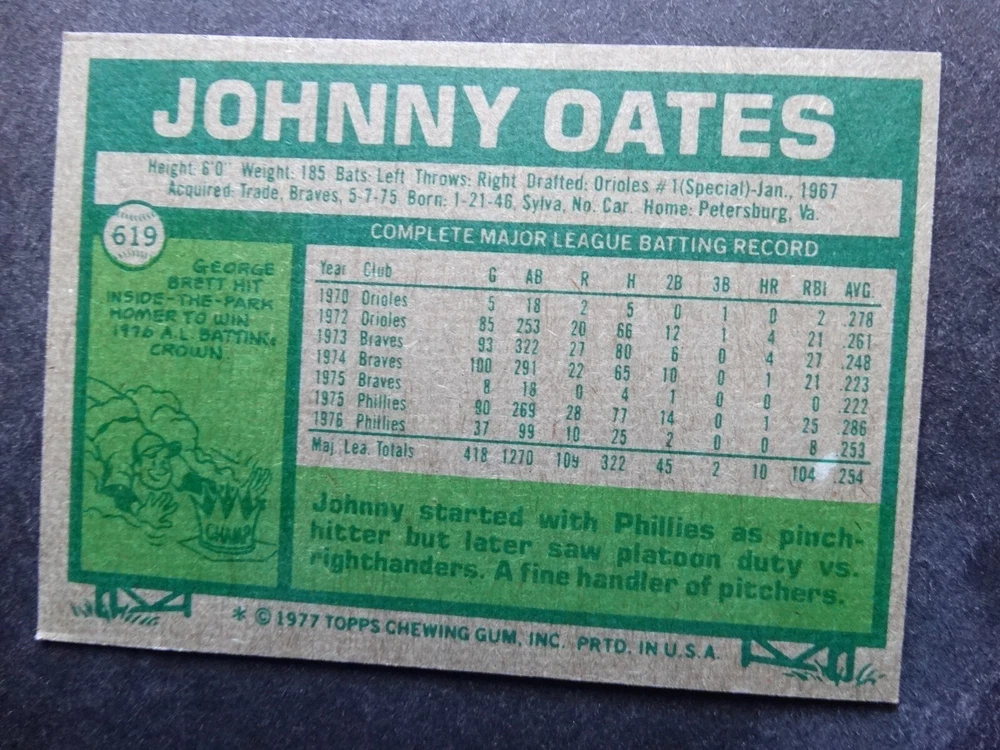 JOHNNY OATES
Height: 6'0" Weight: 185 Bats: Left Throws: Right Drafted: Orioles #1(Special)-Jan., 1967
Acquired: Trade, Braves, 5-7-75 Born: 1-21-46, Sylva, No. Car. Home: Petersburg, Va.
619
GEORGE
BRETT HIT
INSIDE-THE-PARK
HOMER TO WIN
1976 A.L. BATTING
CROWN.
CHAMP
COMPLETE MAJOR LEAGUE BATTING RECORD
Year Club G AB R H 2B 3B HR RBI AVG.
1970 Orioles 5 18 2 5 0 1 0 2 .278
1972 Orioles 85 253 20 66 12 1 4 21 .261
1973 Braves 93 322 27 80 6 0 4 27 .248
1974 Braves 100 291 22 65 10 0 1 21 .223
1975 Braves 8 18 0 4 1 0 0 0 .222
1975 Phillies 90 269 28 77 14 0 1 25 .286
1976 Phillies 37 99 10 25 2 0 0 8 .253
Maj. Lea. Totals 418 1270 109 322 45 2 10 104 .254
Johnny started with Phillies as pinch-
hitter but later saw platoon duty vs.
righthanders. A fine handler of pitchers.
* © 1977 TOPPS CHEWING GUM, INC. PRTD. IN U.S.A.